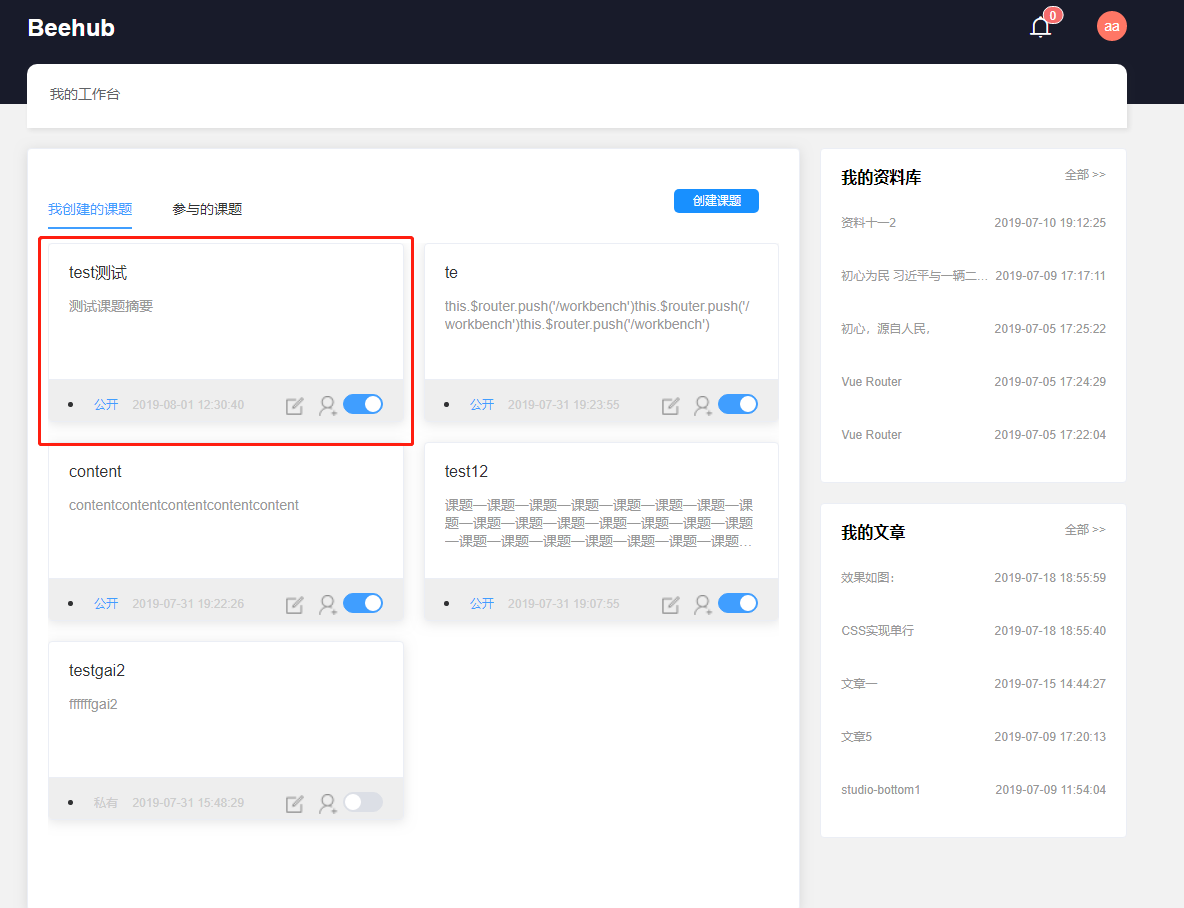 Beehub
0
aa
我的工作台
我创建的课题
参与的课题
创建课题
test测试
测试课题摘要
公开 2019-08-01 12:30:40
te
this.$router.push('/workbench')this.$router.push('/
workbench')this.$router.push('/workbench')
公开 2019-07-31 19:23:55
content
contentcontentcontentcontentcontent
公开 2019-07-31 19:22:26
test12
课题一课题一课题一课题一课题一课题一课题一课
题一课题一课题一课题一课题一课题一课题一课题
一课题一课题一课题一课题一课题一课题一课题...
公开 2019-07-31 19:07:55
testgai2
ffffffgai2
私有 2019-07-31 15:48:29
我的资料库
全部 >>
资料十一2 2019-07-10 19:12:25
初心为民 习近平与一辆二... 2019-07-09 17:17:11
初心，源自人民， 2019-07-05 17:25:22
Vue Router 2019-07-05 17:24:29
Vue Router 2019-07-05 17:22:04
我的文章
全部 >>
效果如图： 2019-07-18 18:55:59
CSS实现单行 2019-07-18 18:55:40
文章一 2019-07-15 14:44:27
文章5 2019-07-09 17:20:13
studio-bottom1 2019-07-09 11:54:04